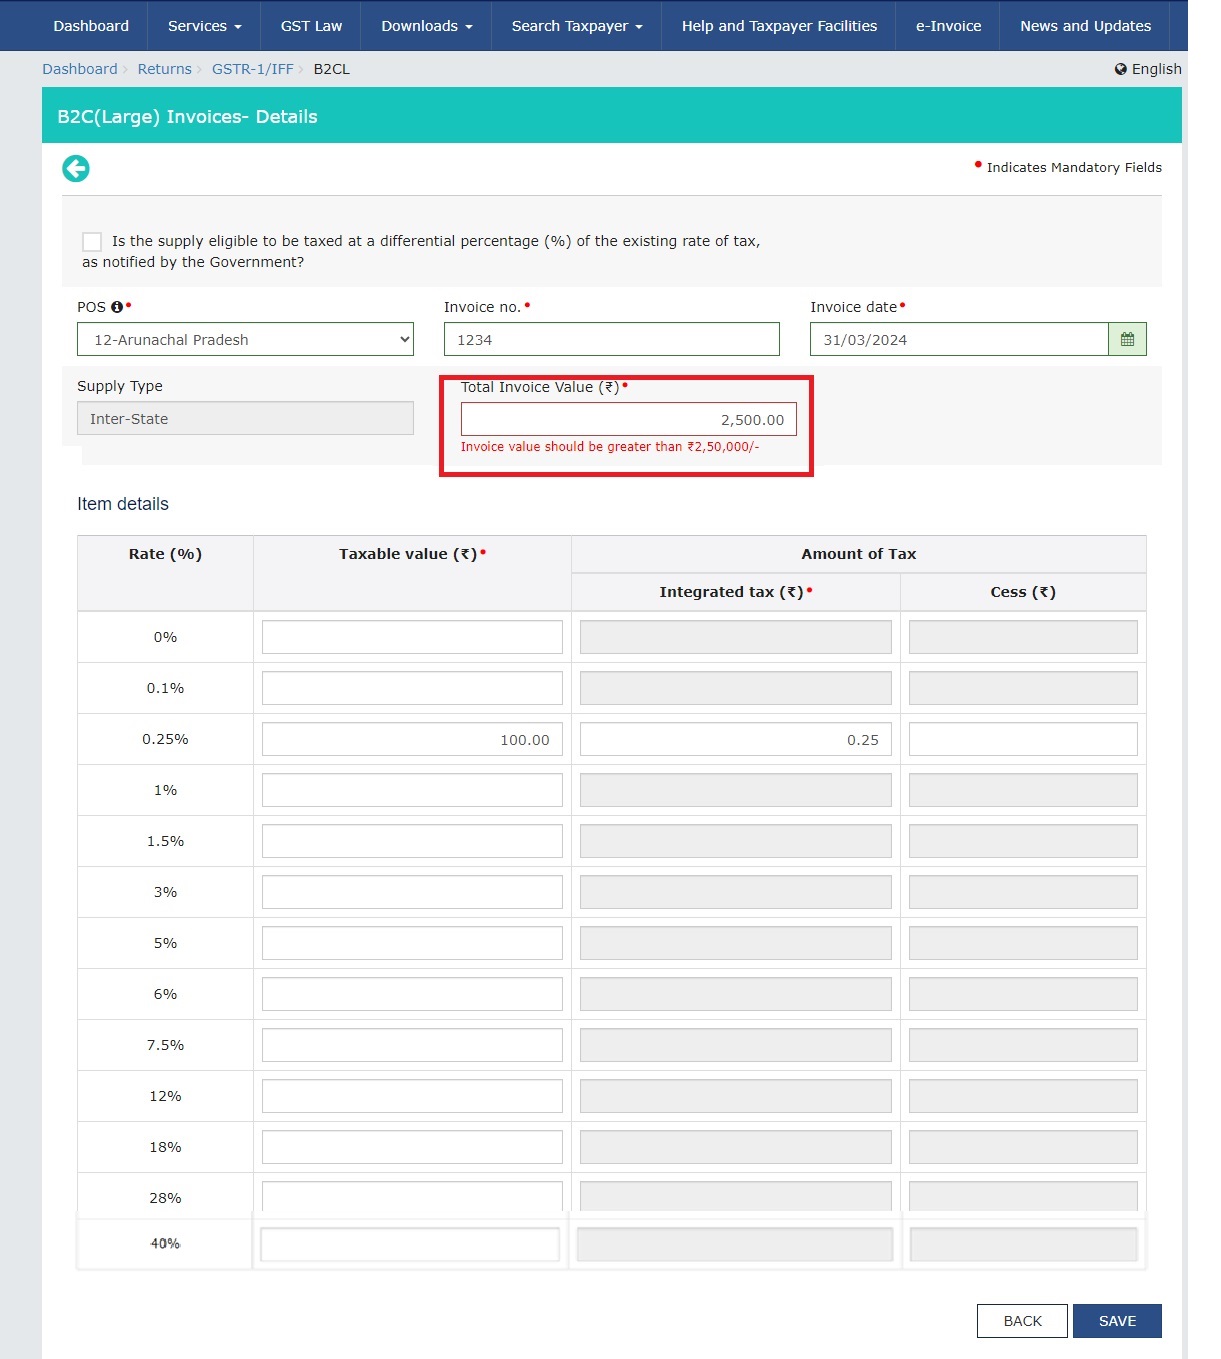 Dashboard Services GST Law Downloads Search Taxpayer Help and Taxpayer Facilities e-Invoice News and Updates
Dashboard › Returns › GSTR-1/IFF › B2CL English
B2C(Large) Invoices- Details
• Indicates Mandatory Fields
Is the supply eligible to be taxed at a differential percentage (%) of the existing rate of tax,
as notified by the Government?
POS • Invoice no. • Invoice date•
12-Arunachal Pradesh 1234 31/03/2024
Supply Type Total Invoice Value (₹)•
Inter-State 2,500.00
Invoice value should be greater than ₹2,50,000/-
Item details
Rate (%) Taxable value (₹)• Amount of Tax
Integrated tax (₹)• Cess (₹)
0%
0.1%
0.25% 100.00 0.25
1%
1.5%
3%
5%
6%
7.5%
12%
18%
28%
40%
BACK SAVE